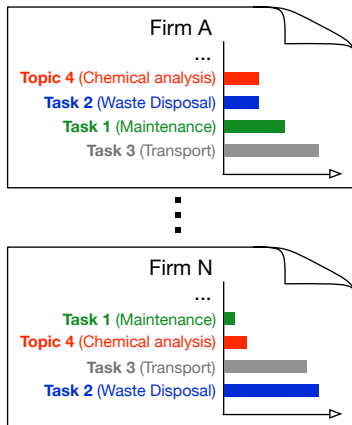 Firm A
...
Topic 4 (Chemical analysis)
Task 2 (Waste Disposal)
Task 1 (Maintenance)
Task 3 (Transport)
Firm N
...
Task 1 (Maintenance)
Topic 4 (Chemical analysis)
Task 3 (Transport)
Task 2 (Waste Disposal)